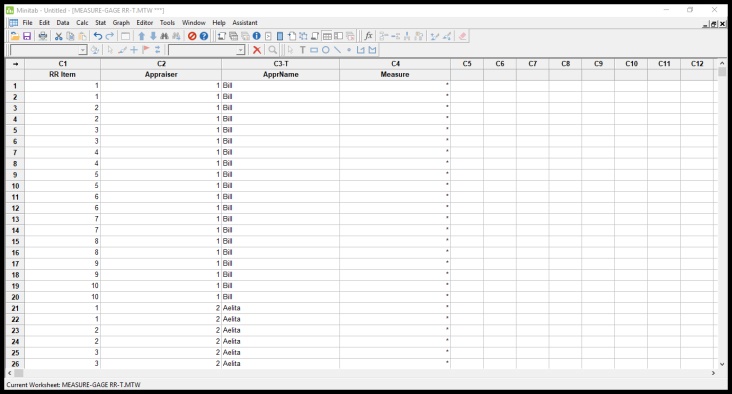 Minitab - Untitled - [MEASURE-GAGE RR-T.MTW ***]
File Edit Data Calc Stat Graph Editor Tools Window Help Assistant
C1 C2 C3-T C4 C5 C6 C7 C8 C9 C10 C11 C12
RR Item Appraiser ApprName Measure
1 1 1 Bill *
2 1 1 Bill *
3 2 1 Bill *
4 2 1 Bill *
5 3 1 Bill *
6 3 1 Bill *
7 4 1 Bill *
8 4 1 Bill *
9 5 1 Bill *
10 5 1 Bill *
11 6 1 Bill *
12 6 1 Bill *
13 7 1 Bill *
14 7 1 Bill *
15 8 1 Bill *
16 8 1 Bill *
17 9 1 Bill *
18 9 1 Bill *
19 10 1 Bill *
20 10 1 Bill *
21 1 2 Aelita *
22 1 2 Aelita *
23 2 2 Aelita *
24 2 2 Aelita *
25 3 2 Aelita *
26 3 2 Aelita *
Current Worksheet: MEASURE-GAGE RR-T.MTW